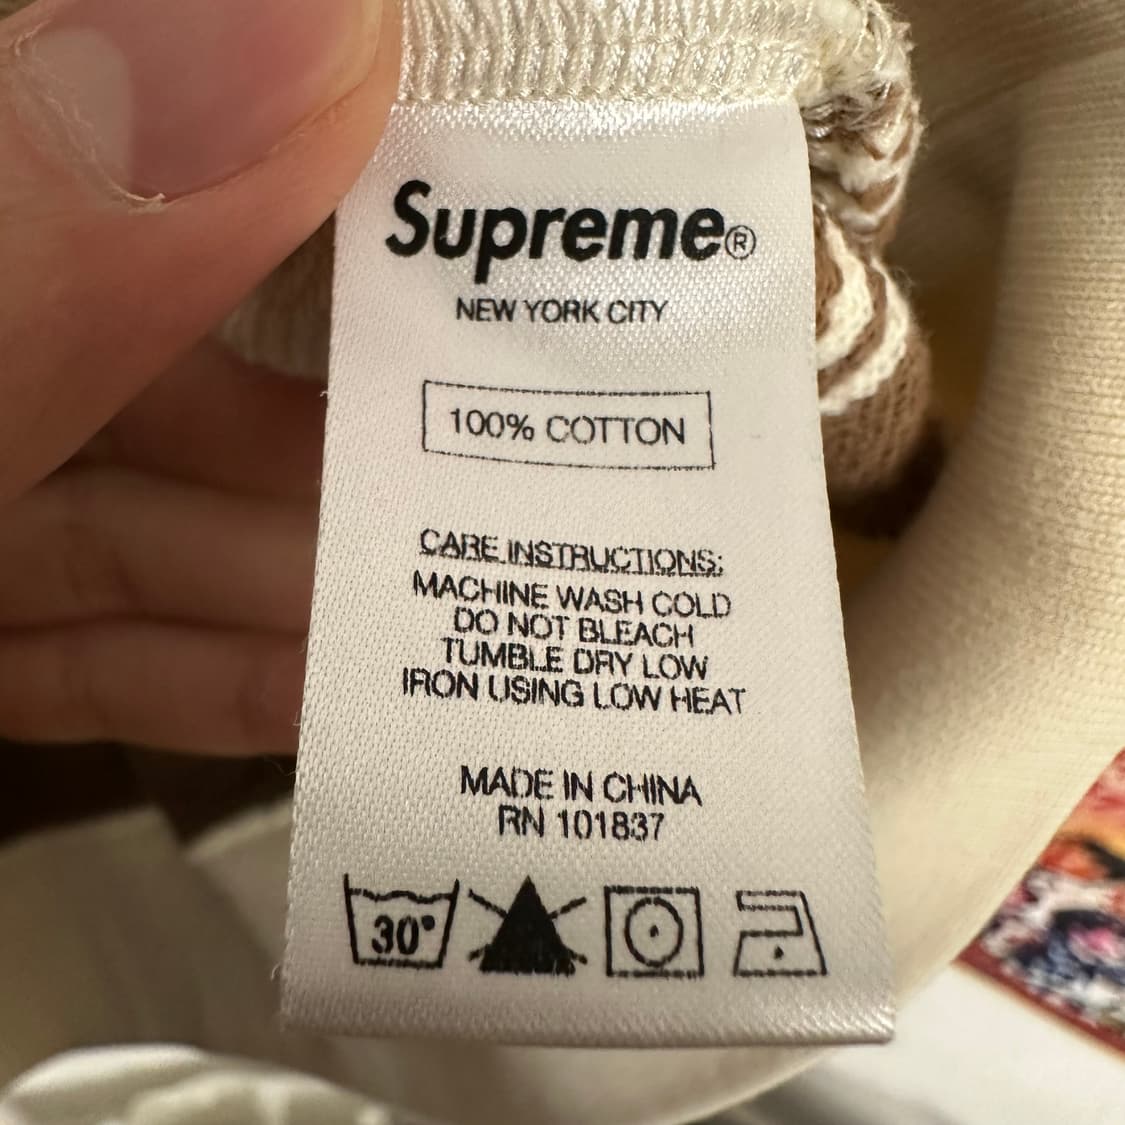 Supreme®
NEW YORK CITY
100% COTTON
CARE INSTRUCTIONS:
MACHINE WASH COLD
DO NOT BLEACH
TUMBLE DRY LOW
IRON USING LOW HEAT
MADE IN CHINA
RN 101837
30°